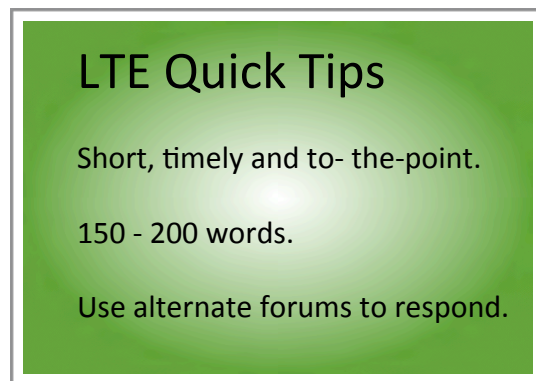 LTE Quick Tips
Short, timely and to- the-point.
150 - 200 words.
Use alternate forums to respond.